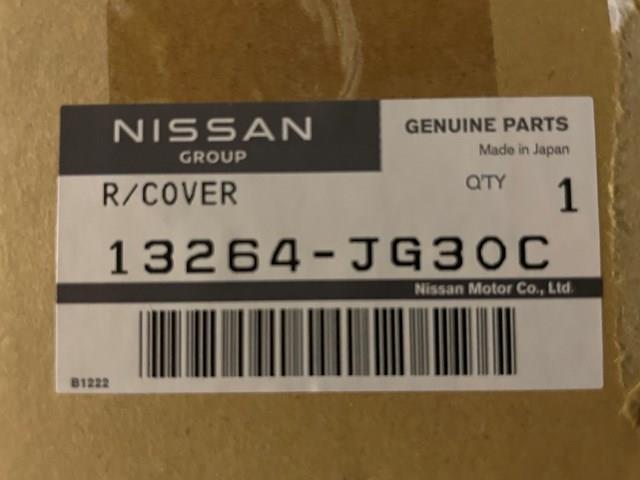 NISSAN
GROUP
GENUINE PARTS
Made in Japan
R/COVER
Q'TY 1
13264-JG30C
Nissan Motor Co., Ltd.
B1222